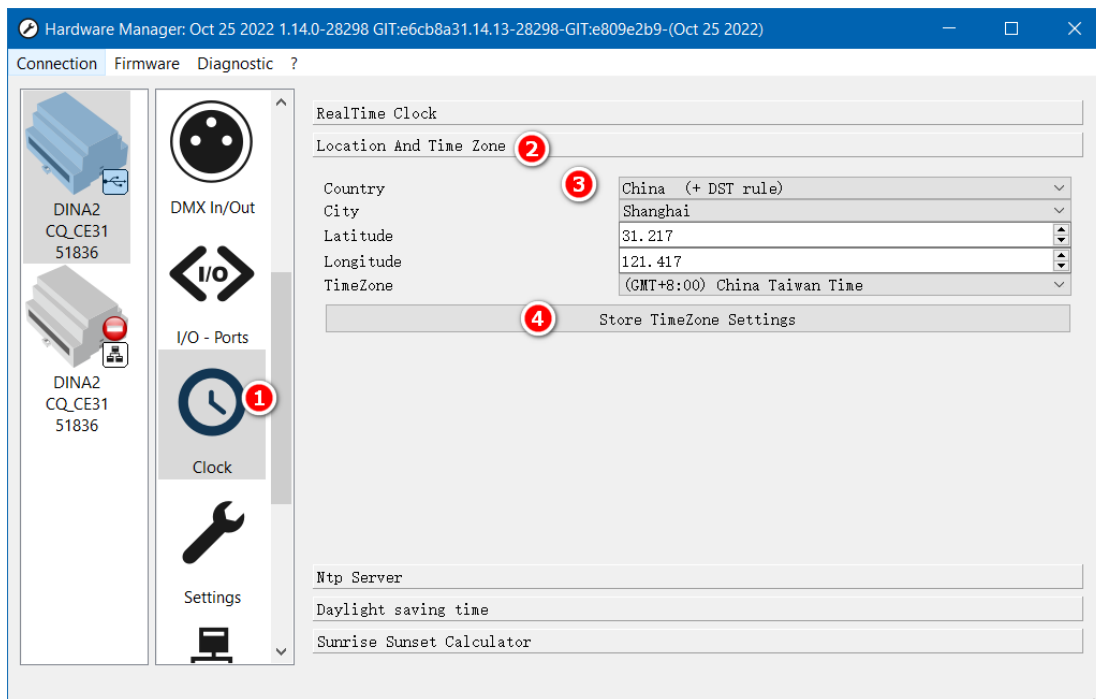 Hardware Manager: Oct 25 2022 1.14.0-28298 GIT:e6cb8a31.14.13-28298-GIT:e809e2b9-(Oct 25 2022)
Connection Firmware Diagnostic ?
DINA2
CQ_CE31
51836
DINA2
CQ_CE31
51836
DMX In/Out
I/O
I/O - Ports
1
Clock
Settings
RealTime Clock
Location And Time Zone 2
3
Country China (+ DST rule)
City Shanghai
Latitude 31.217
Longitude 121.417
TimeZone (GMT+8:00) China Taiwan Time
4 Store TimeZone Settings
Ntp Server
Daylight saving time
Sunrise Sunset Calculator